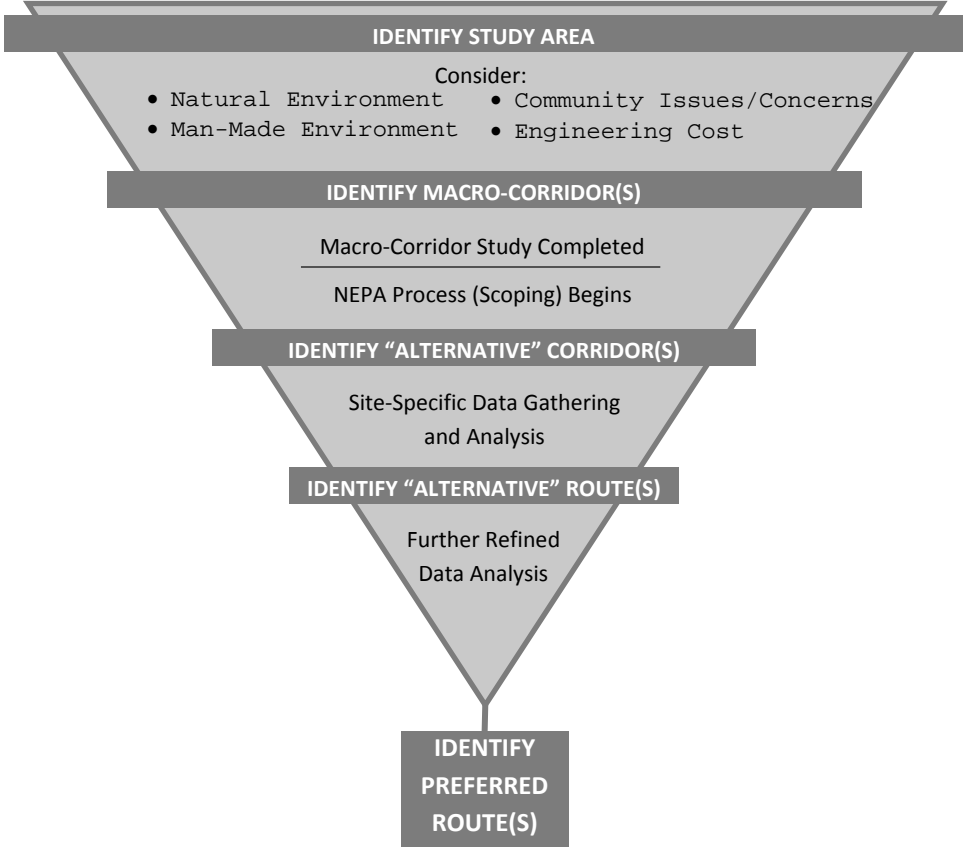 IDENTIFY STUDY AREA
Consider:
• Natural Environment • Community Issues/Concerns
• Man-Made Environment • Engineering Cost
IDENTIFY MACRO-CORRIDOR(S)
Macro-Corridor Study Completed
NEPA Process (Scoping) Begins
IDENTIFY “ALTERNATIVE” CORRIDOR(S)
Site-Specific Data Gathering
and Analysis
IDENTIFY “ALTERNATIVE” ROUTE(S)
Further Refined
Data Analysis
IDENTIFY
PREFERRED
ROUTE(S)